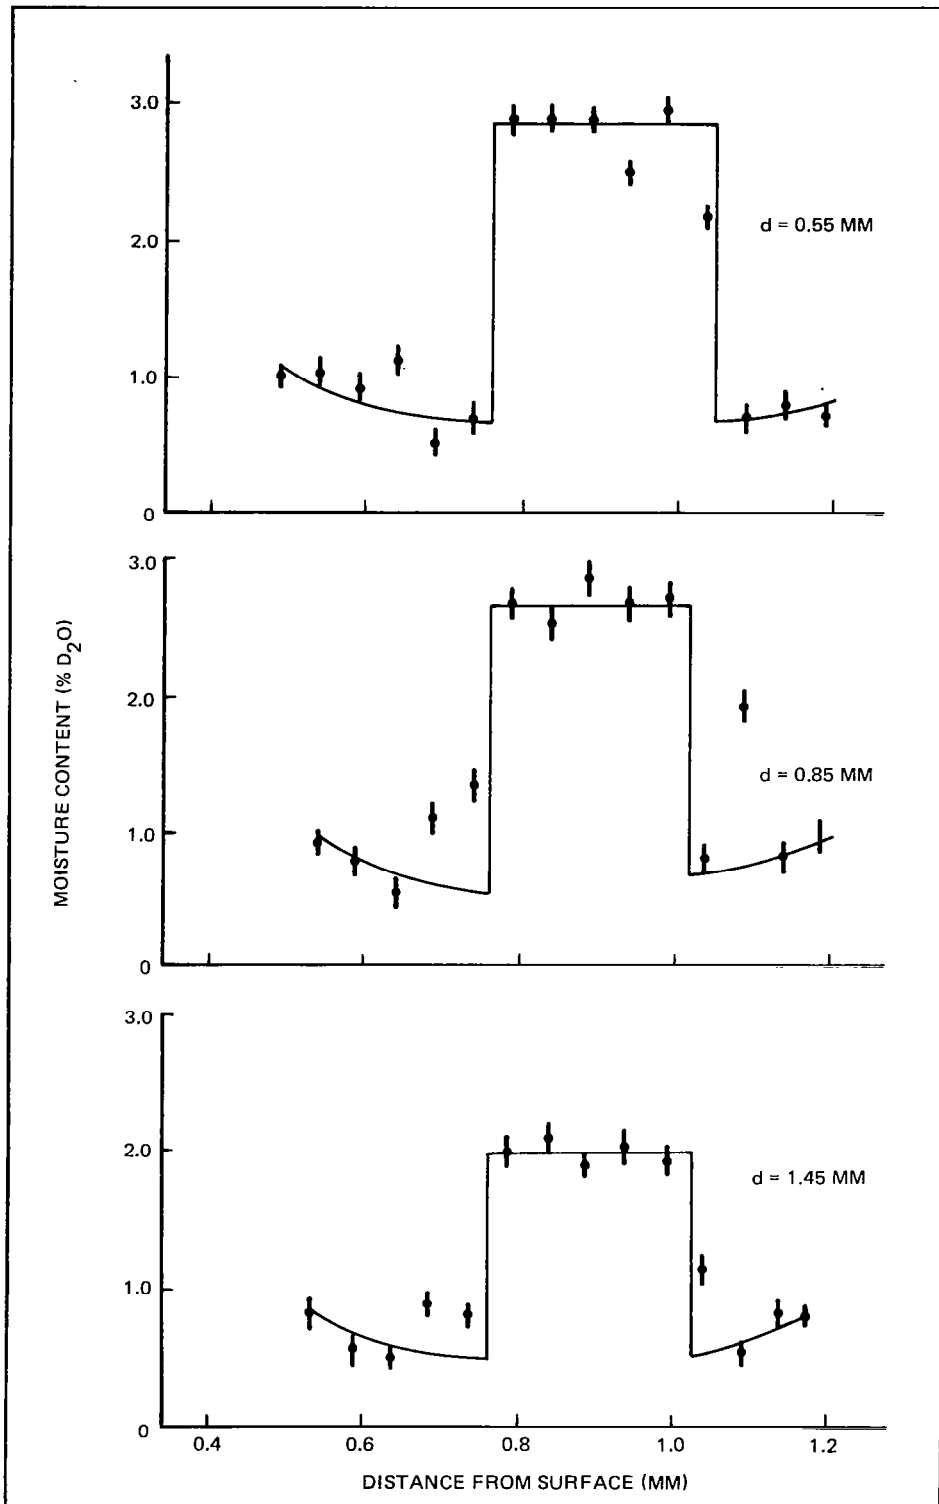 3.0
2.0
1.0
0
d = 0.55 MM
3.0
2.0
1.0
0
d = 0.85 MM
MOISTURE CONTENT (% D2O)
3.0
2.0
1.0
0
d = 1.45 MM
0.4 0.6 0.8 1.0 1.2
DISTANCE FROM SURFACE (MM)